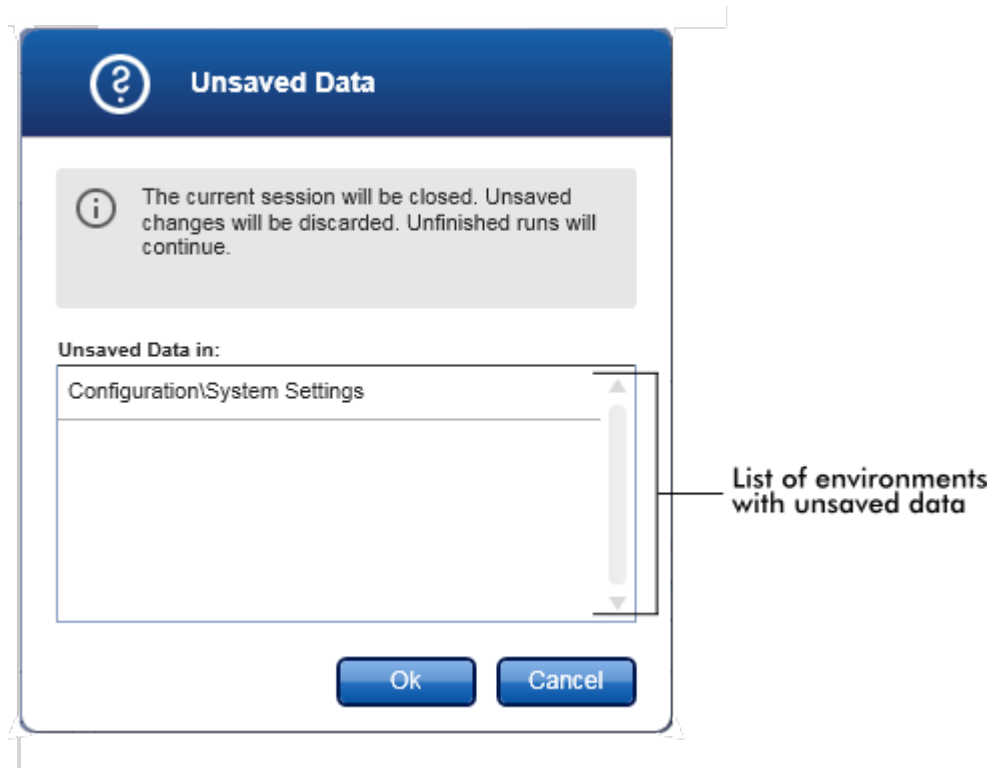 Unsaved Data
The current session will be closed. Unsaved
changes will be discarded. Unfinished runs will
continue.
Unsaved Data in:
Configuration\System Settings
List of environments
with unsaved data
Ok
Cancel